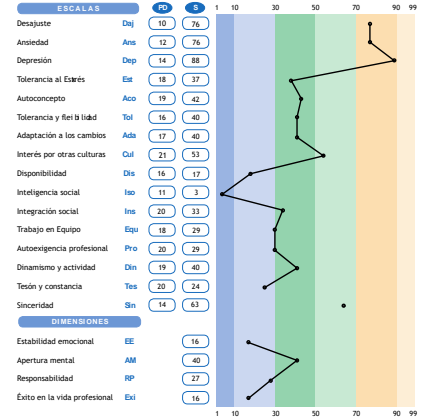 ESCALAS PD S 1 10 30 50 70 90 99
Desajuste Daj 10 76
Ansiedad Ans 12 76
Depresión Dep 14 88
Tolerancia al Estrés Est 18 37
Autoconcepto Aco 19 42
Tolerancia y flexibilidad Tol 16 40
Adaptación a los cambios Ada 17 40
Interés por otras culturas Cul 21 53
Disponibilidad Dis 16 17
Inteligencia social Iso 11 3
Integración social Ins 20 33
Trabajo en Equipo Equ 18 29
Autoexigencia profesional Pro 20 29
Dinamismo y actividad Din 19 40
Tesón y constancia Tes 20 24
Sinceridad Sin 14 63
DIMENSIONES
Estabilidad emocional EE 16
Apertura mental AM 40
Responsabilidad RP 27
Éxito en la vida profesional Exi 16
1 10 30 50 70 90 99